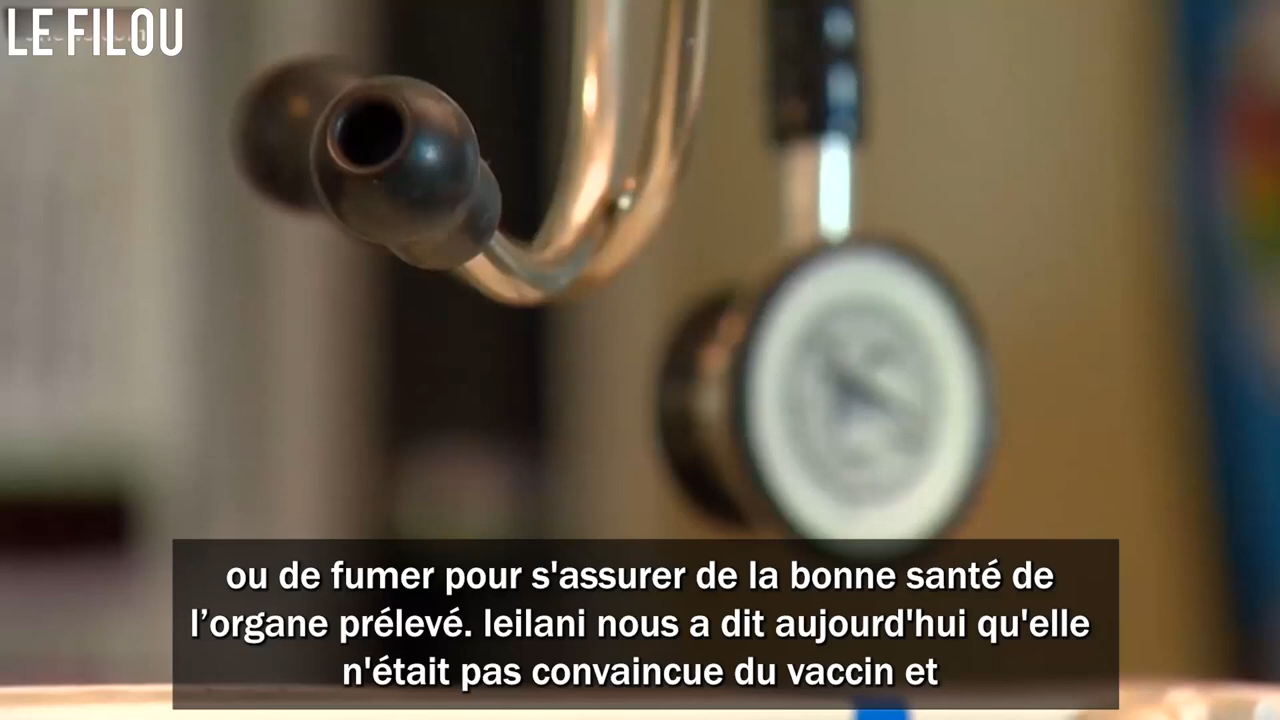 LE FILOU
ou de fumer pour s'assurer de la bonne santé de
l’organe prélevé. leilani nous a dit aujourd'hui qu'elle
n'était pas convaincue du vaccin et